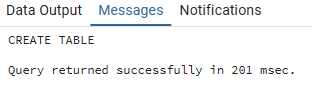 Data Output Messages Notifications
CREATE TABLE
Query returned successfully in 201 msec.